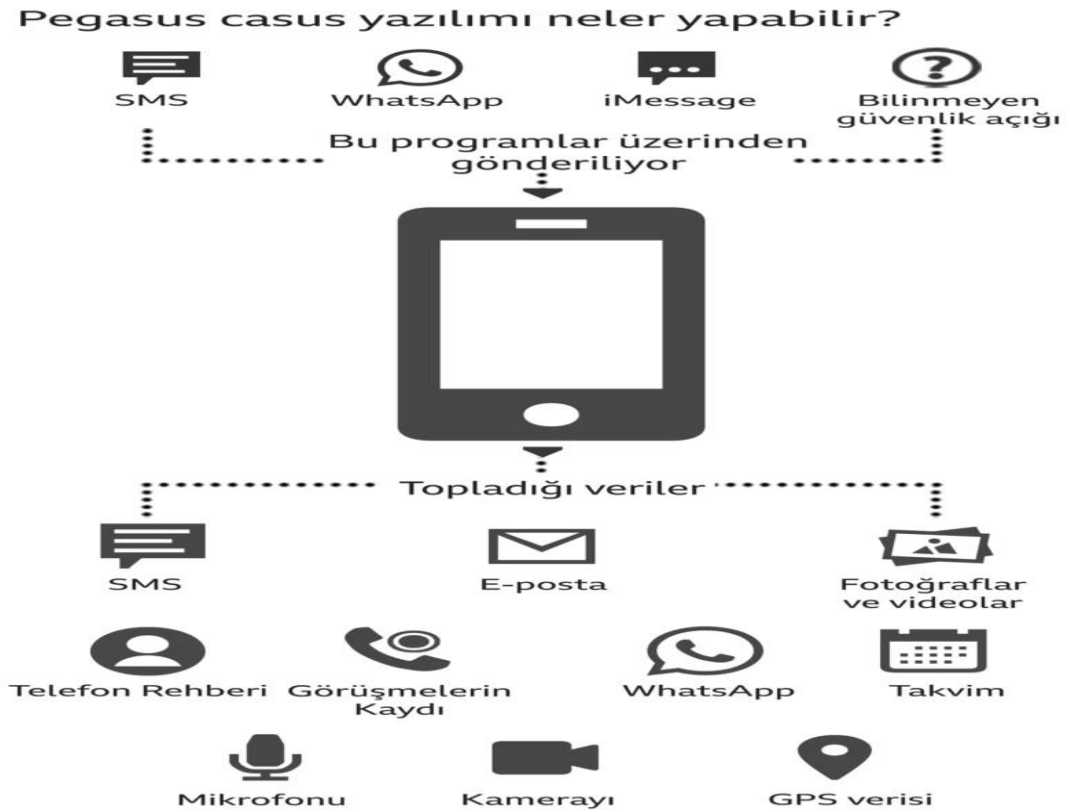 Pegasus casus yazılımı neler yapabilir?
SMS
WhatsApp
iMessage
Bilinmeyen
güvenlik açığı
Bu programlar üzerinden
gönderiliyor
Topladığı veriler
SMS
E-posta
Fotoğraflar
ve videolar
Telefon Rehberi
Görüşmelerin
Kaydı
WhatsApp
Takvim
Mikrofonu
Kamerayı
GPS verisi